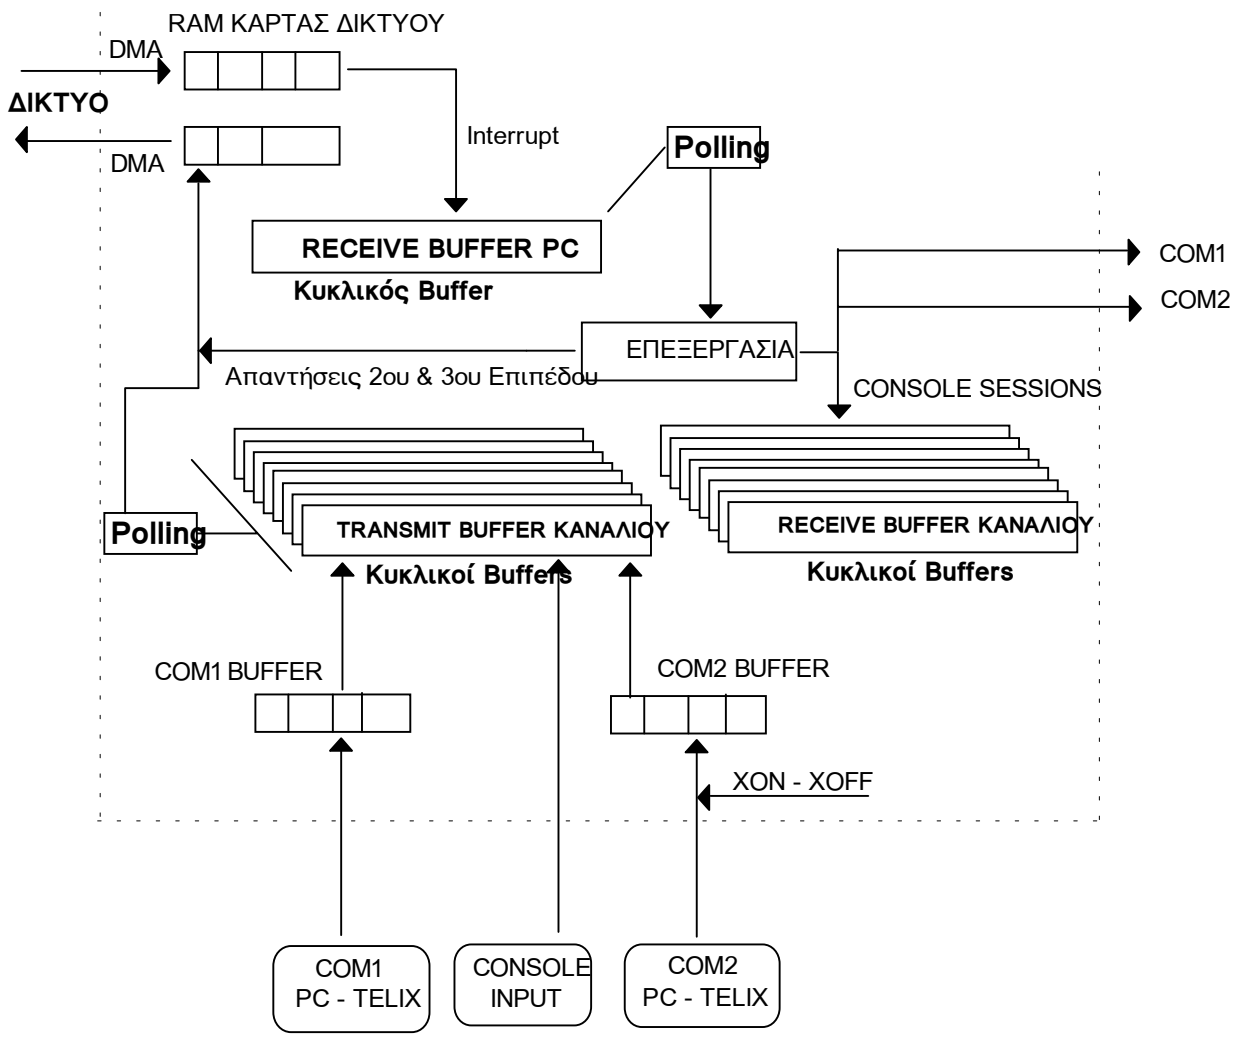 RAM ΚΑΡΤΑΣ ΔΙΚΤΥΟΥ
DMA
ΔΙΚΤΥΟ
DMA
Interrupt
Polling
RECEIVE BUFFER PC
Κυκλικός Buffer
COM1
COM2
ΕΠΕΞΕΡΓΑΣΙΑ
Απαντήσεις 2ου & 3ου Επιπέδου
CONSOLE SESSIONS
Polling
TRANSMIT BUFFER ΚΑΝΑΛΙΟΥ
Κυκλικοί Buffers
RECEIVE BUFFER ΚΑΝΑΛΙΟΥ
Κυκλικοί Buffers
COM1 BUFFER
COM2 BUFFER
XON - XOFF
COM1
PC - TELIX
CONSOLE
INPUT
COM2
PC - TELIX